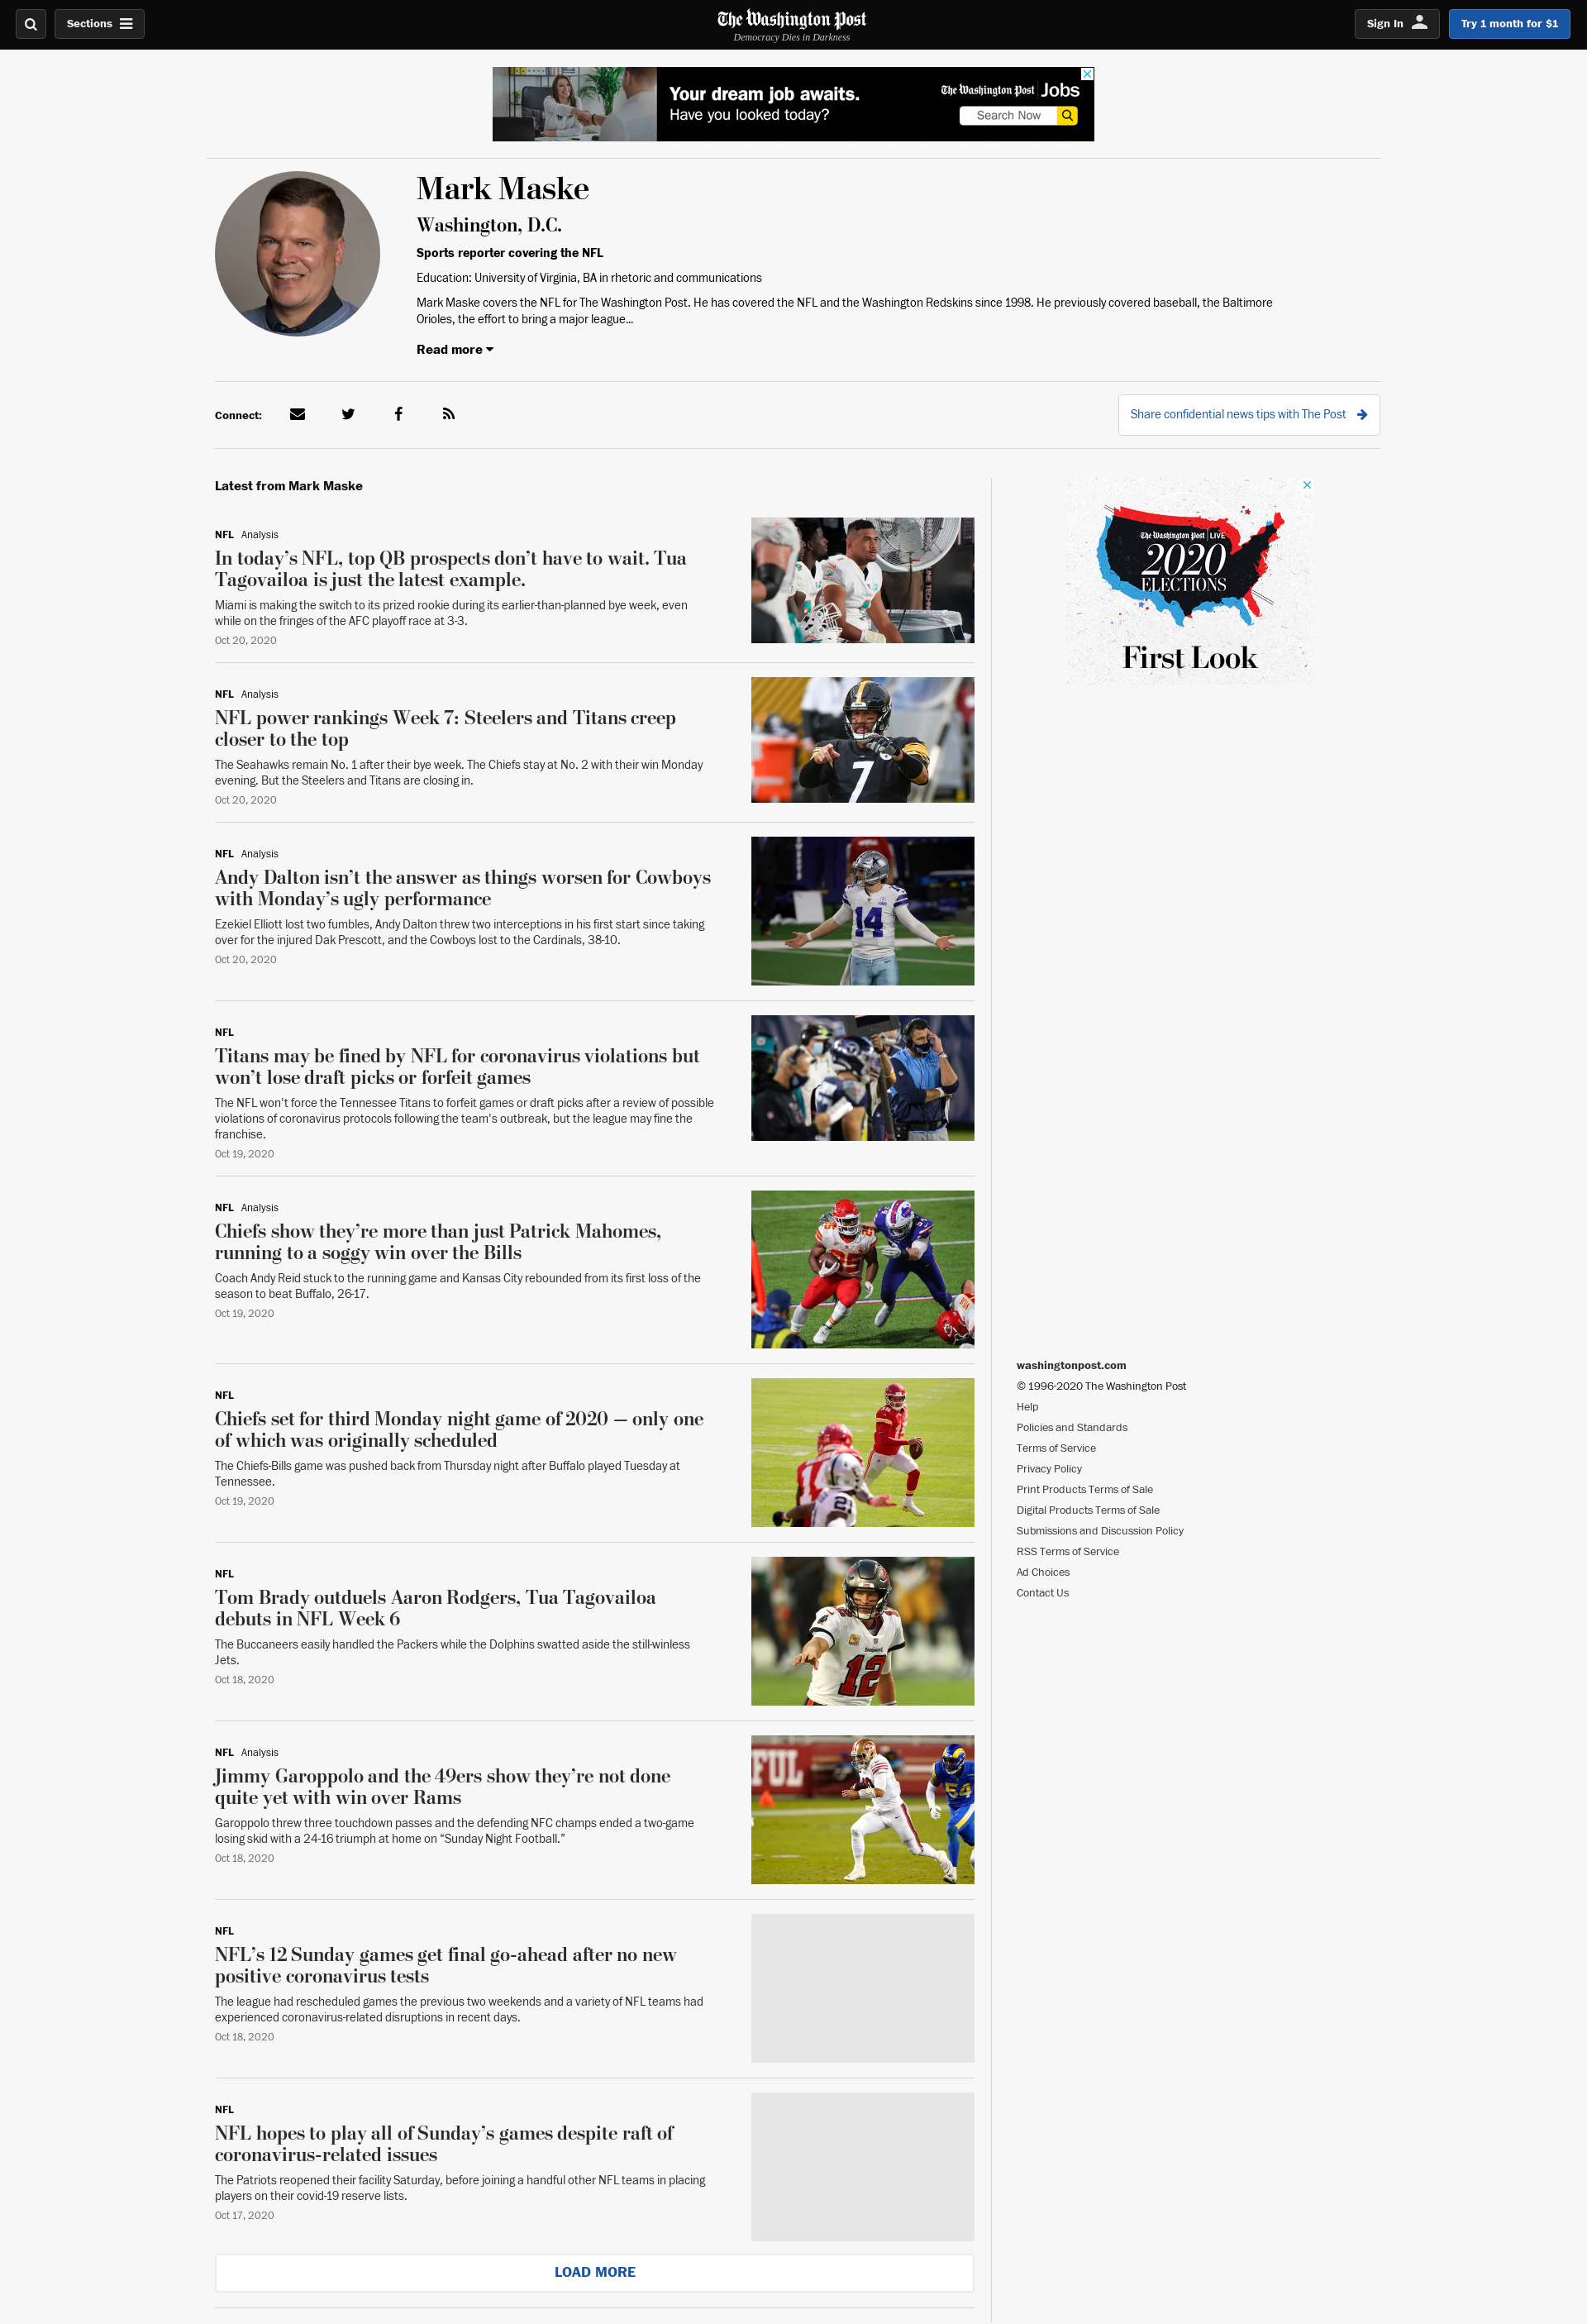 Sections
The Washington Post
Democracy Dies in Darkness
Sign In
Try 1 month for $1
Your dream job awaits.
Have you looked today?
The Washington Post Jobs
Search Now
Mark Maske
Washington, D.C.
Sports reporter covering the NFL
Education: University of Virginia, BA in rhetoric and communications
Mark Maske covers the NFL for The Washington Post. He has covered the NFL and the Washington Redskins since 1998. He previously covered baseball, the Baltimore
Orioles, the effort to bring a major league...
Read more
Connect:
Share confidential news tips with The Post
Latest from Mark Maske
NFL Analysis
In today’s NFL, top QB prospects don’t have to wait. Tua
Tagovailoa is just the latest example.
Miami is making the switch to its prized rookie during its earlier-than-planned bye week, even
while on the fringes of the AFC playoff race at 3-3.
Oct 20, 2020
NFL Analysis
NFL power rankings Week 7: Steelers and Titans creep
closer to the top
The Seahawks remain No. 1 after their bye week. The Chiefs stay at No. 2 with their win Monday
evening. But the Steelers and Titans are closing in.
Oct 20, 2020
7
NFL Analysis
Andy Dalton isn’t the answer as things worsen for Cowboys
with Monday’s ugly performance
Ezekiel Elliott lost two fumbles, Andy Dalton threw two interceptions in his first start since taking
over for the injured Dak Prescott, and the Cowboys lost to the Cardinals, 38-10.
Oct 20, 2020
14
NFL
Titans may be fined by NFL for coronavirus violations but
won’t lose draft picks or forfeit games
The NFL won't force the Tennessee Titans to forfeit games or draft picks after a review of possible
violations of coronavirus protocols following the team's outbreak, but the league may fine the
franchise.
Oct 19, 2020
NFL Analysis
Chiefs show they’re more than just Patrick Mahomes,
running to a soggy win over the Bills
Coach Andy Reid stuck to the running game and Kansas City rebounded from its first loss of the
season to beat Buffalo, 26-17.
Oct 19, 2020
NFL
Chiefs set for third Monday night game of 2020 — only one
of which was originally scheduled
The Chiefs-Bills game was pushed back from Thursday night after Buffalo played Tuesday at
Tennessee.
Oct 19, 2020
NFL
Tom Brady outduels Aaron Rodgers, Tua Tagovailoa
debuts in NFL Week 6
The Buccaneers easily handled the Packers while the Dolphins swatted aside the still-winless
Jets.
Oct 18, 2020
12
NFL Analysis
Jimmy Garoppolo and the 49ers show they’re not done
quite yet with win over Rams
Garoppolo threw three touchdown passes and the defending NFC champs ended a two-game
losing skid with a 24-16 triumph at home on “Sunday Night Football.”
Oct 18, 2020
FUL
54
NFL
NFL’s 12 Sunday games get final go-ahead after no new
positive coronavirus tests
The league had rescheduled games the previous two weekends and a variety of NFL teams had
experienced coronavirus-related disruptions in recent days.
Oct 18, 2020
NFL
NFL hopes to play all of Sunday’s games despite raft of
coronavirus-related issues
The Patriots reopened their facility Saturday, before joining a handful other NFL teams in placing
players on their covid-19 reserve lists.
Oct 17, 2020
LOAD MORE
The Washington Post LIVE
2020
ELECTIONS
First Look
washingtonpost.com
© 1996-2020 The Washington Post
Help
Policies and Standards
Terms of Service
Privacy Policy
Print Products Terms of Sale
Digital Products Terms of Sale
Submissions and Discussion Policy
RSS Terms of Service
Ad Choices
Contact Us